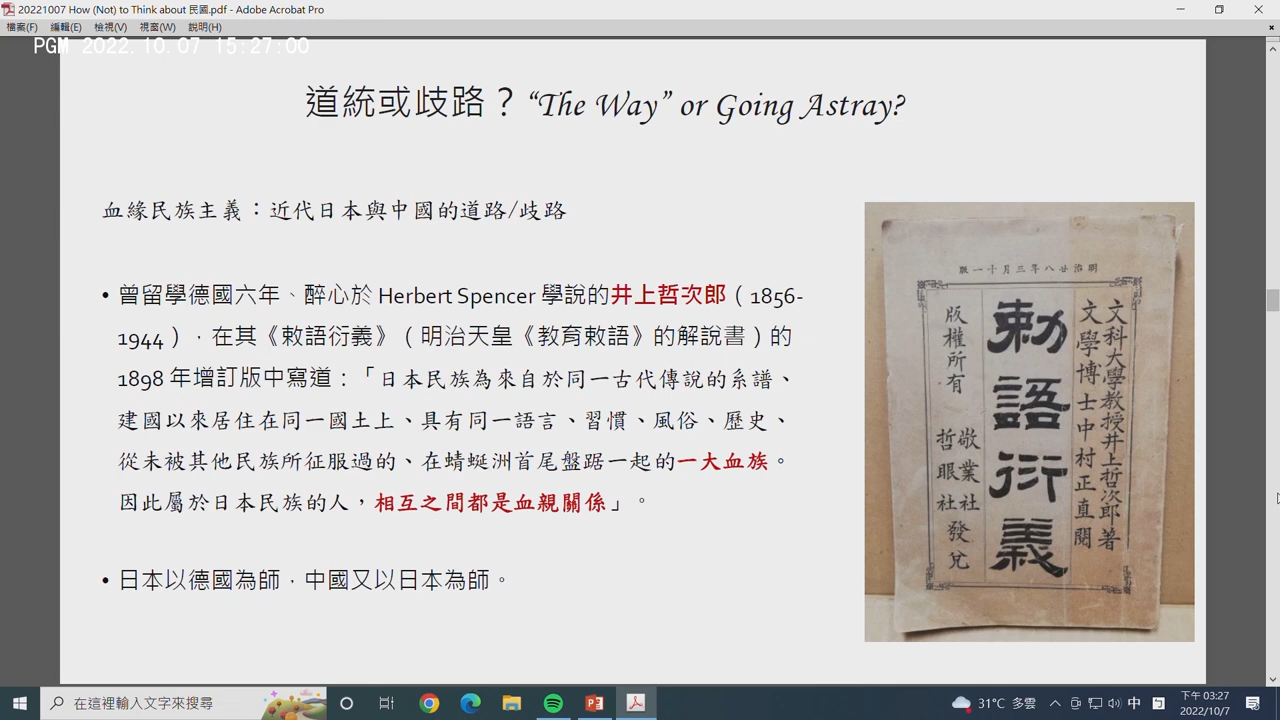 20221007 How (Not) to Think about 民國.pdf - Adobe Acrobat Pro
檔案(F) 編輯(E) 檢視(V) 視窗(W) 說明(H)
PGM 2022.10.07 15:27:00
道統或歧路？“The Way” or Going Astray?
血緣民族主義：近代日本與中國的道路/歧路
• 曾留學德國六年、醉心於 Herbert Spencer 學說的井上哲次郎（1856-
1944），在其《敕語衍義》（明治天皇《教育敕語》的解說書）的
1898 年增訂版中寫道：「日本民族為來自於同一古代傳說的系譜、
建國以來居住在同一國土上、具有同一語言、習慣、風俗、歷史、
從未被其他民族所征服過的、在蜻蜓洲首尾盤踞一起的一大血族。
因此屬於日本民族的人，相互之間都是血親關係」。
• 日本以德國為師，中國又以日本為師。
版一十月三年八廿治明
文科大學教授井上哲次郎著
文學博士中村正直閱
勅語衍義
版權所有
敬業社
哲眼社
發兌
在這裡輸入文字來搜尋
31°C 多雲
中
下午 03:27
2022/10/7